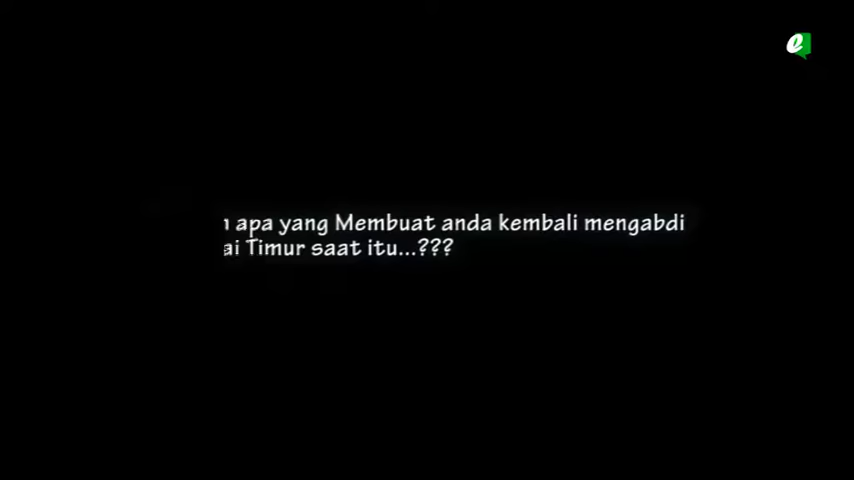 apa yang Membuat anda kembali mengabdi
Timur saat itu...???